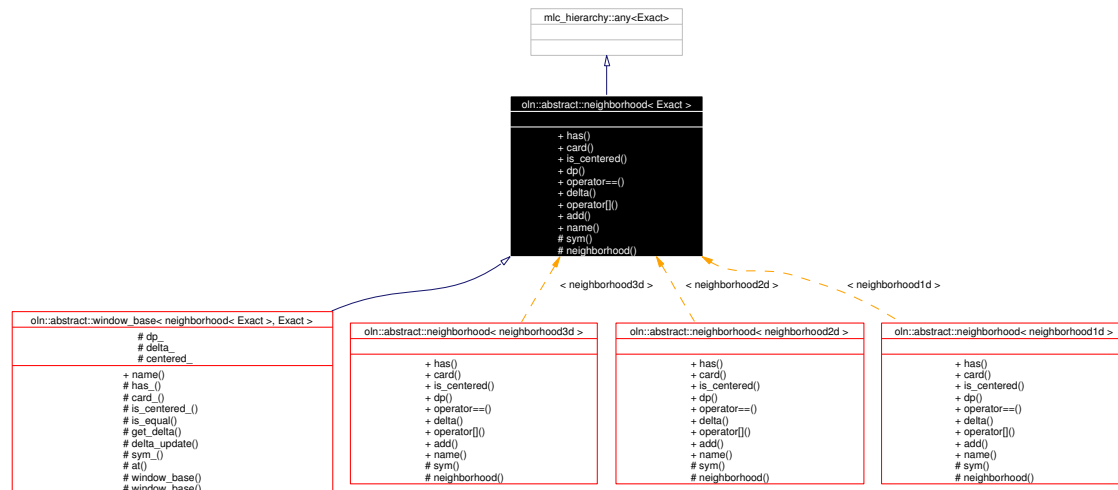 mlc_hierarchy::any<Exact>
oln::abstract::neighborhood< Exact >
+ has()
+ card()
+ is_centered()
+ dp()
+ operator==()
+ delta()
+ operator[]()
+ add()
+ name()
# sym()
# neighborhood()
< neighborhood3d >
< neighborhood2d >
< neighborhood1d >
oln::abstract::window_base< neighborhood< Exact >, Exact >
# dp_
# delta_
# centered_
+ name()
# has_()
# card_()
# is_centered_()
# is_equal()
# get_delta()
# delta_update()
# sym_()
# at()
# window_base()
# window_base()
oln::abstract::neighborhood< neighborhood3d >
+ has()
+ card()
+ is_centered()
+ dp()
+ operator==()
+ delta()
+ operator[]()
+ add()
+ name()
# sym()
# neighborhood()
oln::abstract::neighborhood< neighborhood2d >
+ has()
+ card()
+ is_centered()
+ dp()
+ operator==()
+ delta()
+ operator[]()
+ add()
+ name()
# sym()
# neighborhood()
oln::abstract::neighborhood< neighborhood1d >
+ has()
+ card()
+ is_centered()
+ dp()
+ operator==()
+ delta()
+ operator[]()
+ add()
+ name()
# sym()
# neighborhood()